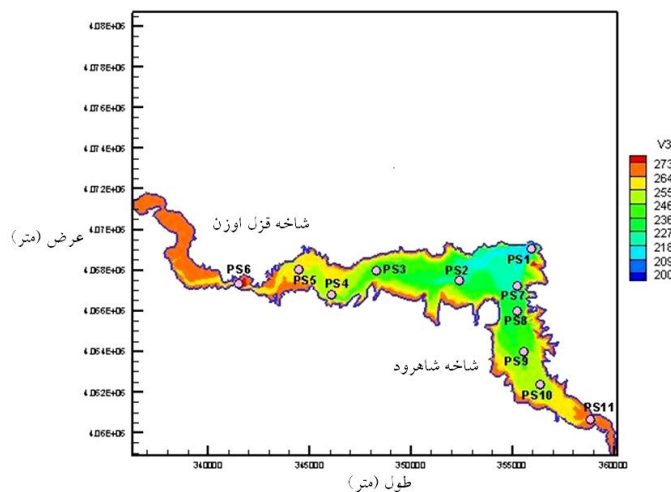 4.08E+06
4.078E+06
4.076E+06
4.074E+06
4.072E+06
4.07E+06
4.068E+06
4.066E+06
4.064E+06
4.062E+06
4.06E+06
عرض (متر)
شاخه قزل اوزن
شاخه شاهرود
PS1
PS2
PS3
PS4
PS5
PS6
PS7
PS8
PS9
PS10
PS11
V3
273
264
255
246
236
227
218
209
200
340000
345000
350000
355000
360000
طول (متر)